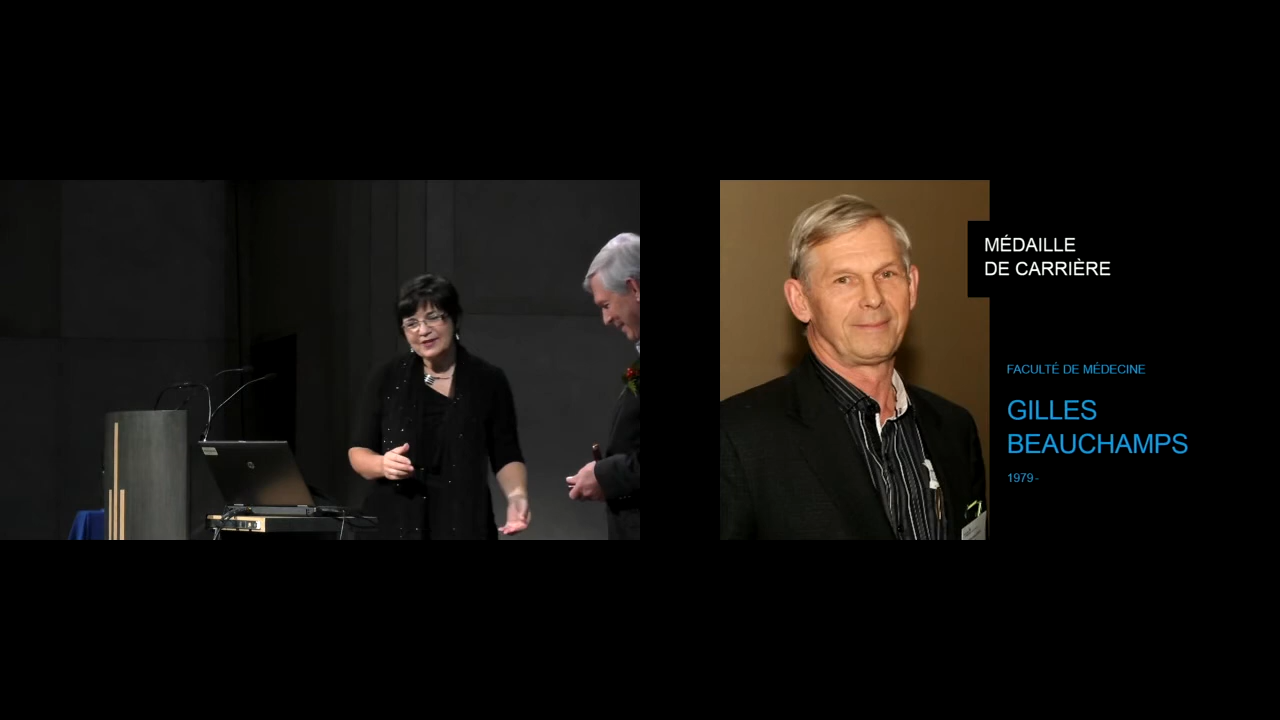 MÉDAILLE
DE CARRIÈRE
FACULTÉ DE MÉDECINE
GILLES
BEAUCHAMPS
1979-